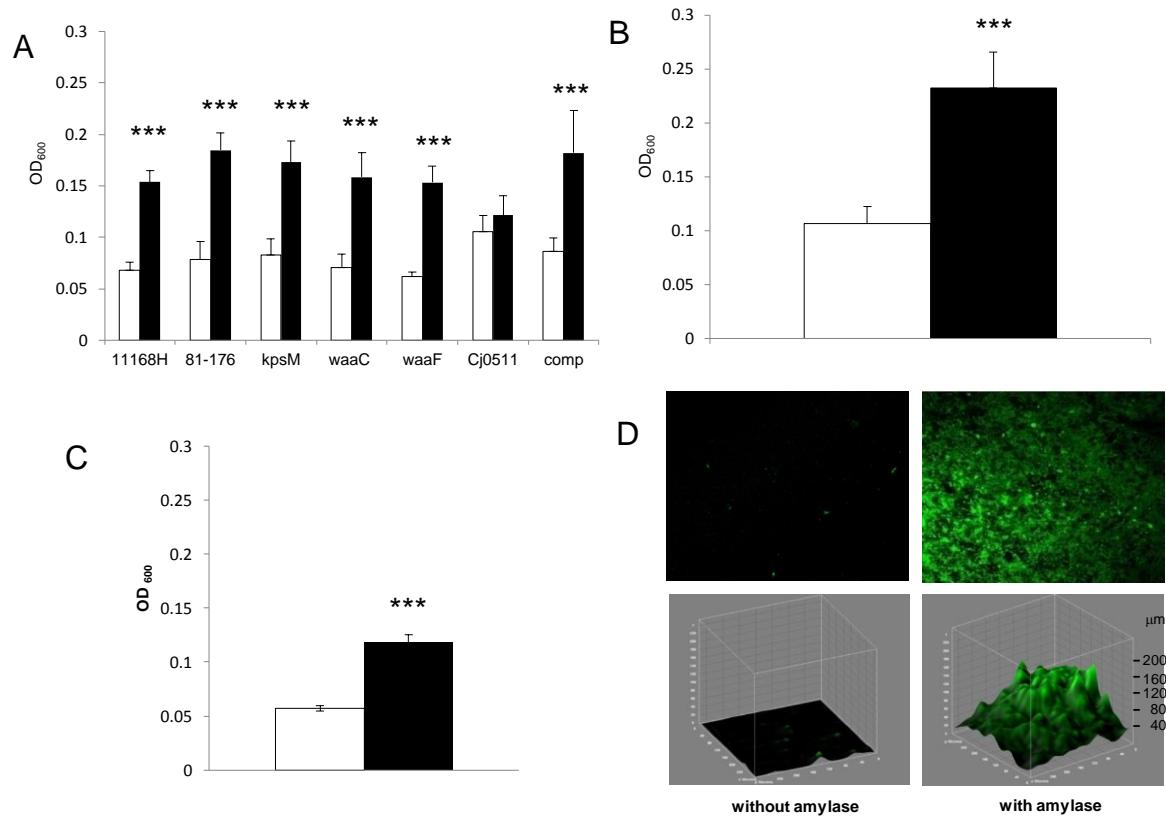 A
0.3
0.25
0.2
0.15
0.1
0.05
0
OD600
*** *** *** *** *** ***
11168H 81-176 kpsM waaC waaF Cj0511 comp
B
0.3
0.25
0.2
0.15
0.1
0.05
0
OD600
***
C
0.3
0.25
0.2
0.15
0.1
0.05
0
OD 600
***
D
μm
200
160
120
80
40
without amylase
with amylase